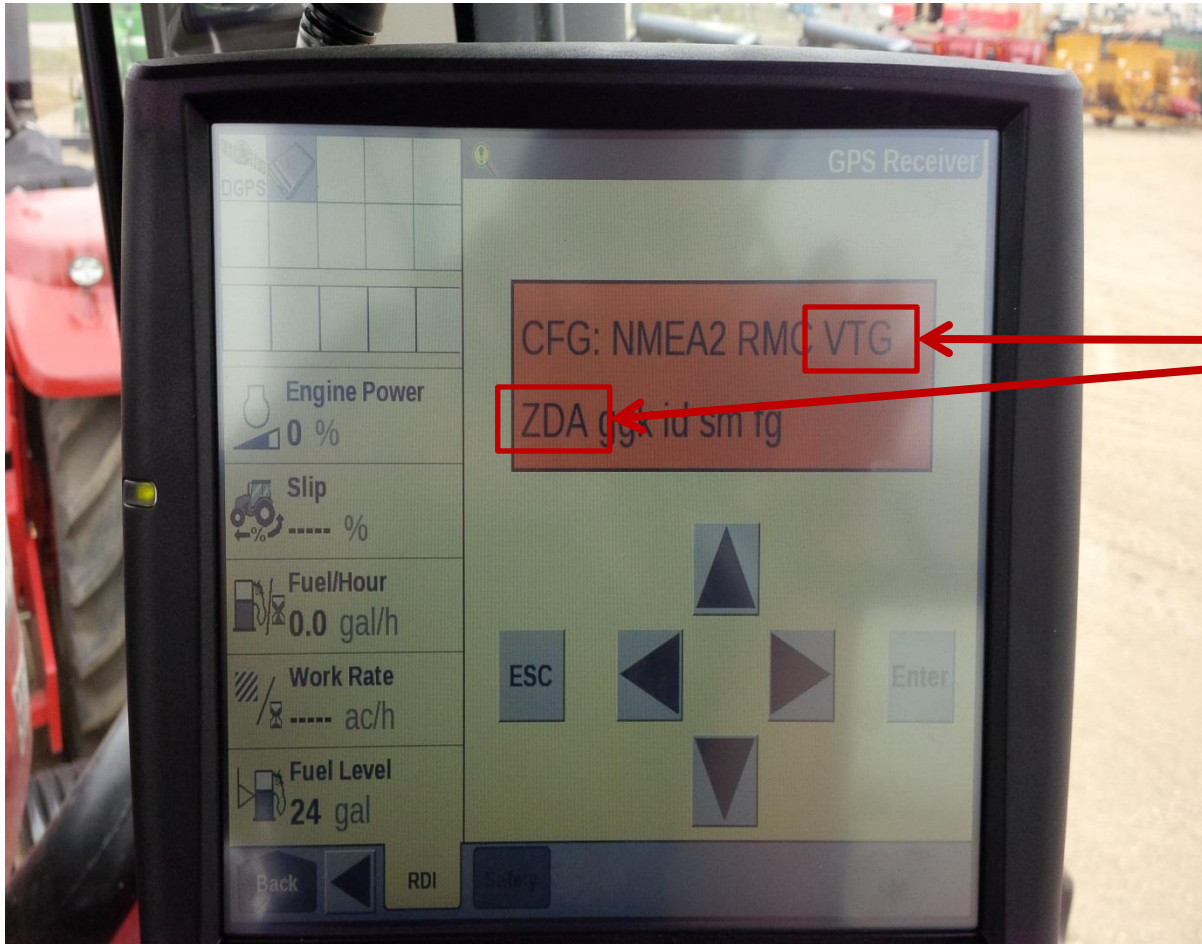 DGPS
GPS Receiver
CFG: NMEA2 RMC VTG
ZDA ggk id sm fg
Engine Power
0 %
Slip
----- %
Fuel/Hour
0.0 gal/h
Work Rate
----- ac/h
Fuel Level
24 gal
ESC
Enter
Back
RDI
Safety